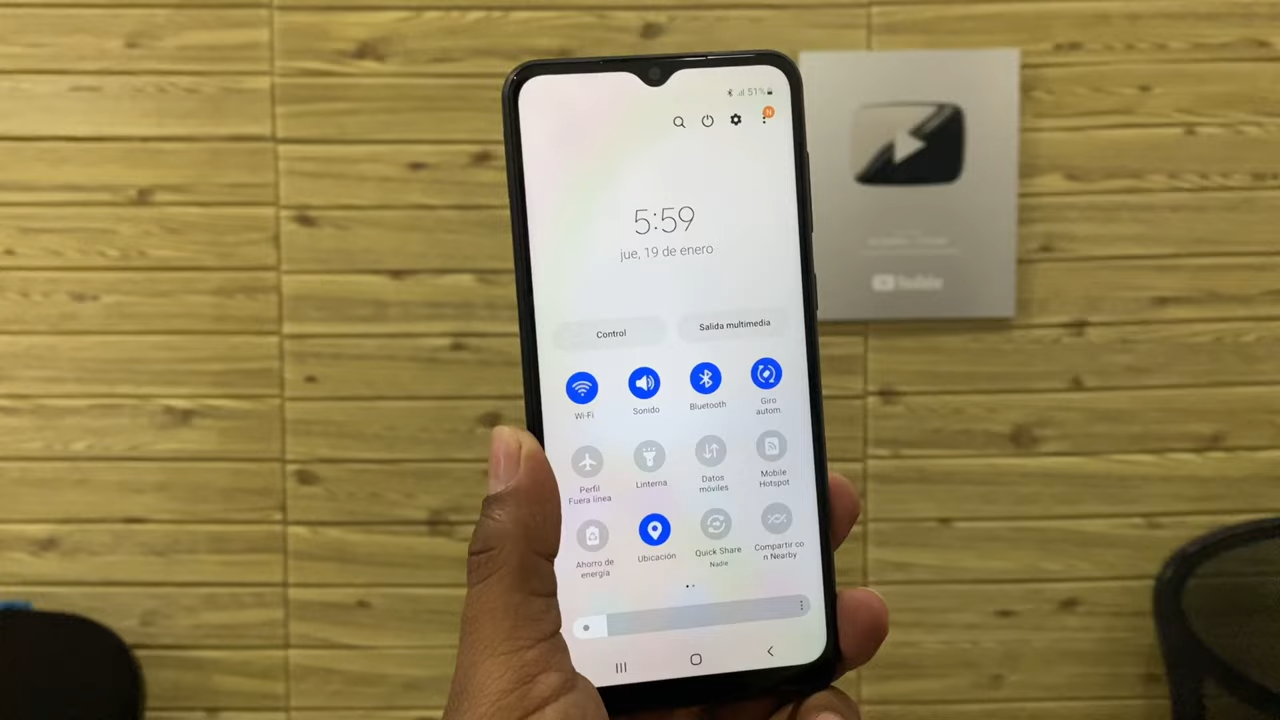 51%
N
5:59
jue, 19 de enero
Control
Salida multimedia
Wi-Fi
Sonido
Bluetooth
Giro
autom.
Perfil
Fuera línea
Linterna
Datos
móviles
Mobile
Hotspot
Ahorro de
energía
Ubicación
Quick Share
Nadie
Compartir co
n Nearby
YouTube